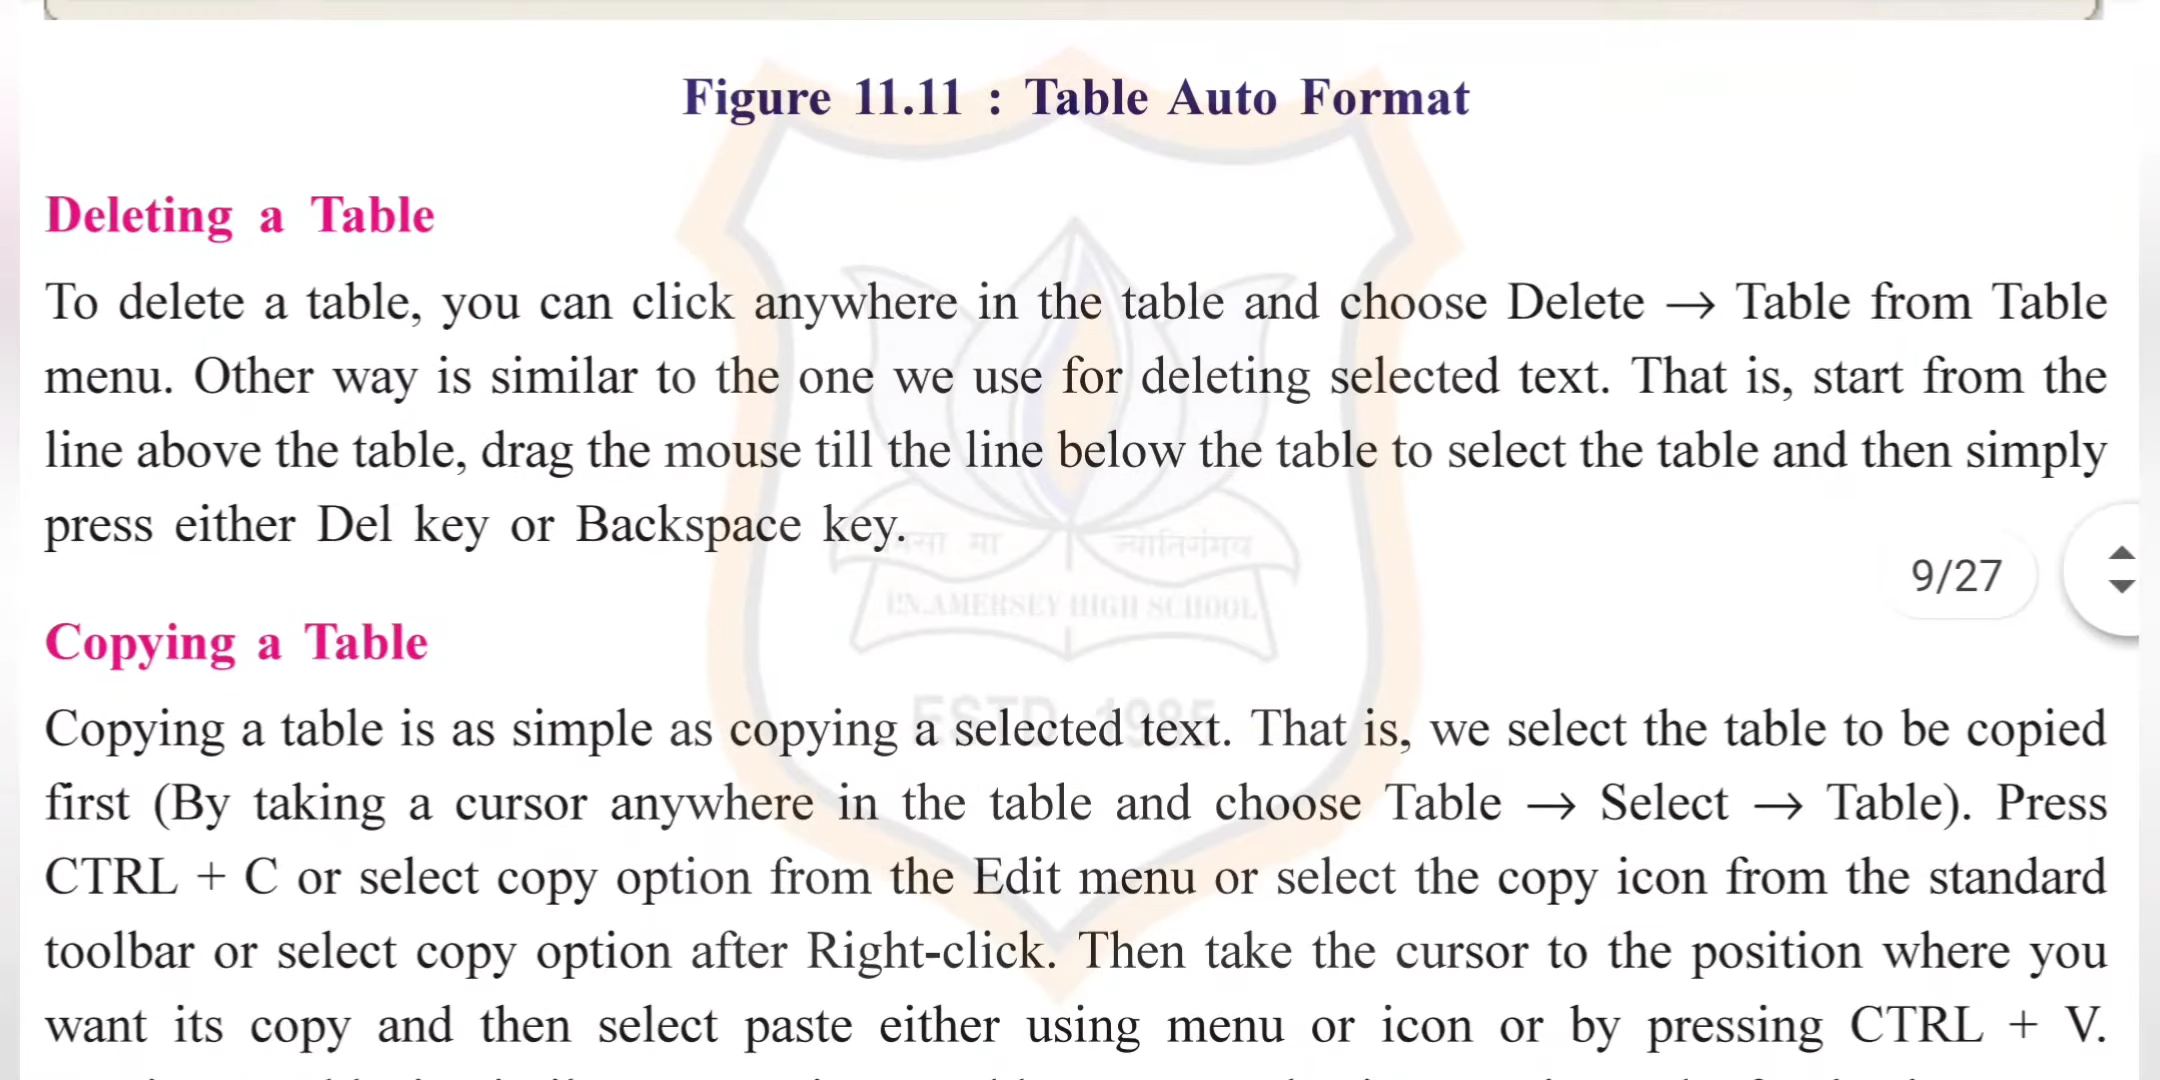 Figure 11.11 : Table Auto Format
Deleting a Table
To delete a table, you can click anywhere in the table and choose Delete → Table from Table
menu. Other way is similar to the one we use for deleting selected text. That is, start from the
line above the table, drag the mouse till the line below the table to select the table and then simply
press either Del key or Backspace key.
9/27
P.N.AMERSEY HIGH SCHOOL
Copying a Table
ESTD 1985
Copying a table is as simple as copying a selected text. That is, we select the table to be copied
first (By taking a cursor anywhere in the table and choose Table → Select → Table). Press
CTRL + C or select copy option from the Edit menu or select the copy icon from the standard
toolbar or select copy option after Right-click. Then take the cursor to the position where you
want its copy and then select paste either using menu or icon or by pressing CTRL + V.